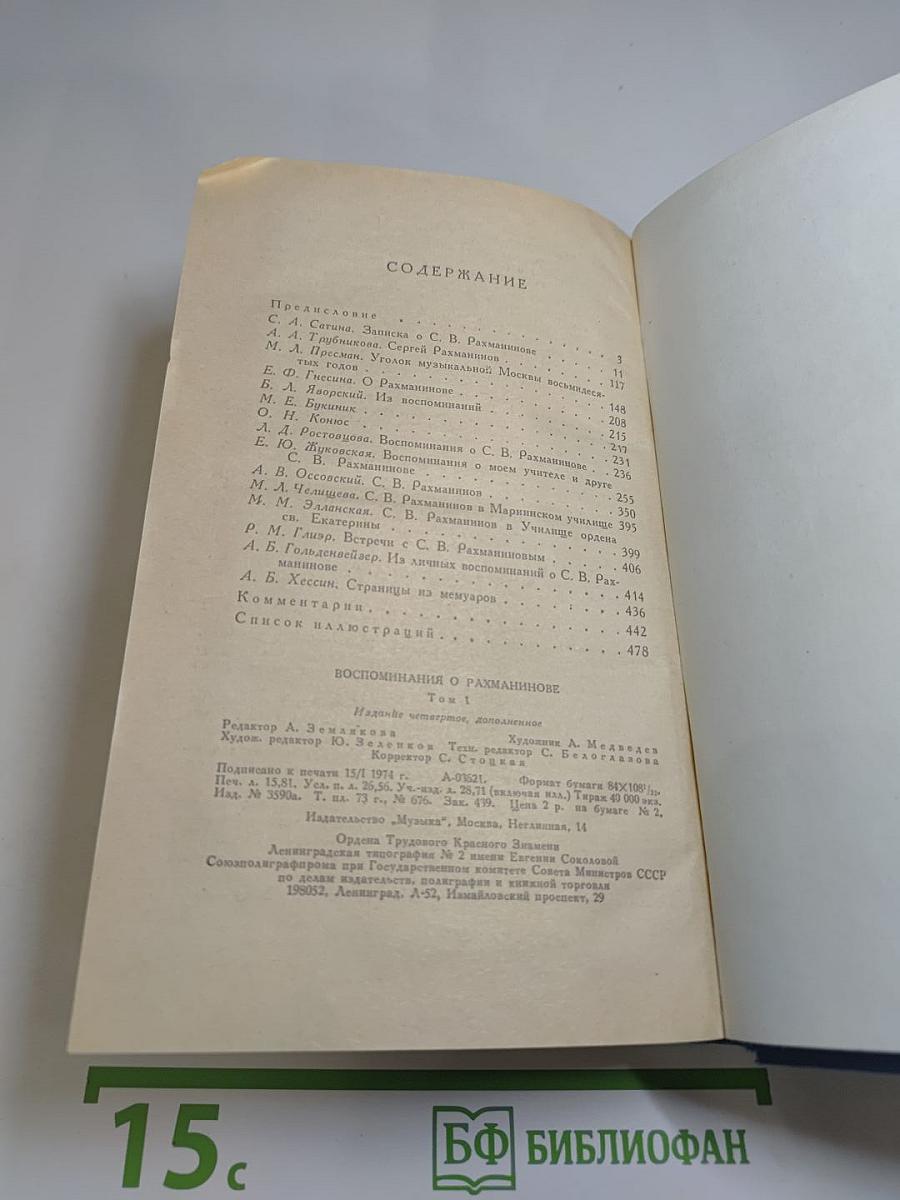 СОДЕРЖАНИЕ
Предисловие . . . . . . . . . . 3
С. А. Сатина. Записка о С. В. Рахманинове . . . . 11
А. А. Трубникова. Сергей Рахманинов . . . . . . 117
М. Л. Пресман. Уголок музыкальной Москвы восьмидеся-
тых годов . . . . . . . . . . 148
Е. Ф. Гнесина. О Рахманинове . . . . . . . 208
Б. Л. Яворский. Из воспоминаний . . . . . . 215
М. Е. Букиник . . . . . . . . . . 217
О. Н. Конюс . . . . . . . . . . 231
Л. Д. Ростовцова. Воспоминания о С. В. Рахманинове . 236
Е. Ю. Жуковская. Воспоминания о моем учителе и друге
С. В. Рахманинове . . . . . . . . 255
А. В. Оссовский. С. В. Рахманинов . . . . . . 350
М. Л. Челищева. С. В. Рахманинов в Мариинском училище 395
М. М. Элланская. С. В. Рахманинов в Училище ордена
св. Екатерины . . . . . . . . . 399
Р. М. Глиэр. Встречи с С. В. Рахманиновым . . . . 406
А. Б. Гольденвейзер. Из личных воспоминаний о С. В. Рах-
манинове . . . . . . . . . . 414
А. Б. Хессин. Страницы из мемуаров . . . . . . 436
Комментарии . . . . . . . . . . 442
Список иллюстраций . . . . . . . . . 478
ВОСПОМИНАНИЯ О РАХМАНИНОВЕ
Том 1
Издание четвертое, дополненное
Редактор А. Землякова Художник А. Медведев
Худож. редактор Ю. Зеленков Техн. редактор С. Белоглазова
Корректор С. Стоцкая
Подписано к печати 15/I 1974 г. А-03521. Формат бумаги 84×108¹/₃₂.
Печ. л. 15,81. Усл. п. л. 26,56. Уч.-изд. л. 28,71 (включая илл.) Тираж 40 000 экз.
Изд. № 3590а. Т. пл. 73 г., № 676. Зак. 439. Цена 2 р. на бумаге № 2.
Издательство „Музыка“, Москва, Неглинная, 14
Ордена Трудового Красного Знамени
Ленинградская типография № 2 имени Евгении Соколовой
Союзполиграфпрома при Государственном комитете Совета Министров СССР
по делам издательств, полиграфии и книжной торговли
198052, Ленинград, Л-52, Измайловский проспект, 29
15 с
БФ БИБЛИОФАН